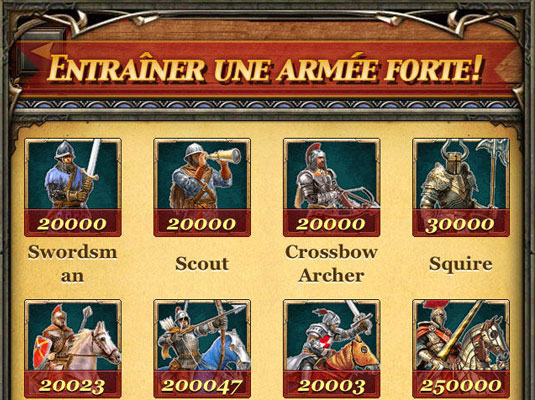 ENTRAÎNER UNE ARMÉE FORTE!
20000 20000 20000 30000
Swordsm
an
Scout
Crossbow
Archer
Squire
20023 200047 20003 250000